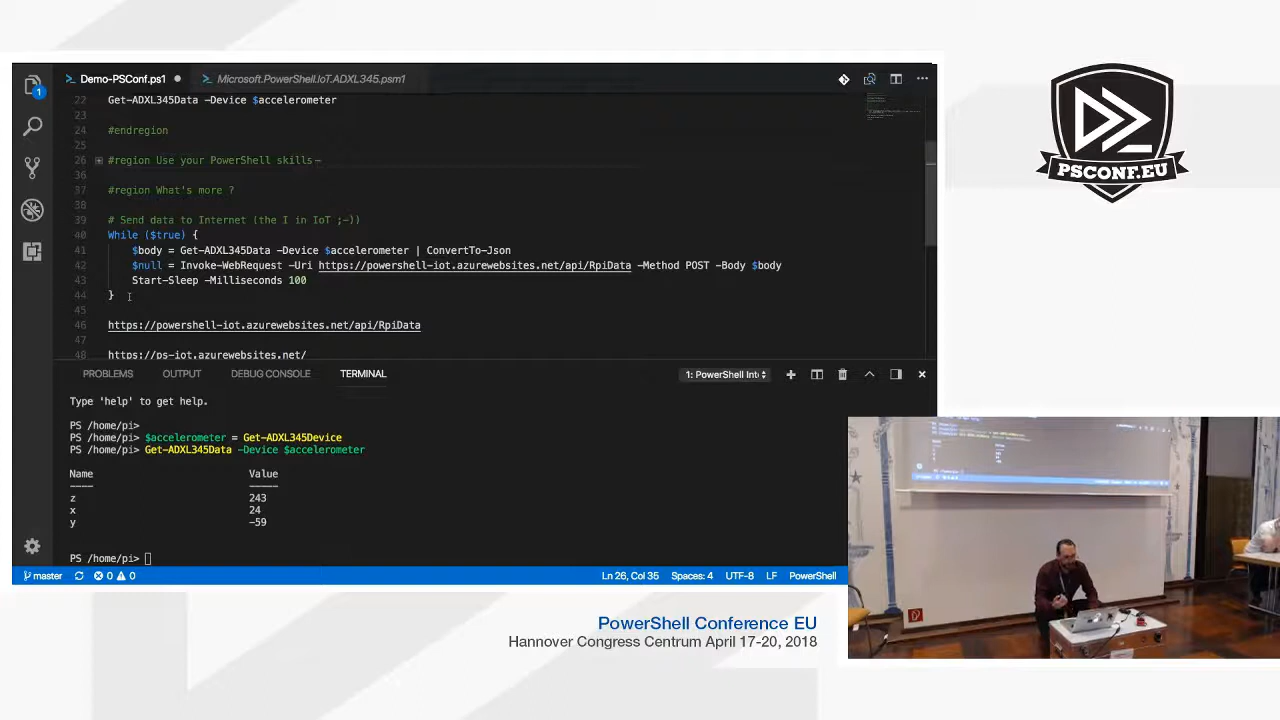 Demo-PSConf.ps1
Microsoft.PowerShell.IoT.ADXL345.psm1
22 Get-ADXL345Data -Device $accelerometer
23
24 #endregion
25
26 #region Use your PowerShell skills-
36
37 #region What's more ?
38
39 # Send data to Internet (the I in IoT ;-))
40 While ($true) {
41 $body = Get-ADXL345Data -Device $accelerometer | ConvertTo-Json
42 $null = Invoke-WebRequest -Uri https://powershell-iot.azurewebsites.net/api/RpiData -Method POST -Body $body
43 Start-Sleep -Milliseconds 100
44 }
45
46 https://powershell-iot.azurewebsites.net/api/RpiData
47
48 https://ps-iot.azurewebsites.net/
PROBLEMS OUTPUT DEBUG CONSOLE TERMINAL 1: PowerShell Inte
Type 'help' to get help.
PS /home/pi>
PS /home/pi> $accelerometer = Get-ADXL345Device
PS /home/pi> Get-ADXL345Data -Device $accelerometer
Name Value
---- -----
z 243
x 24
y -59
PS /home/pi>
master 0 0 Ln 26, Col 35 Spaces: 4 UTF-8 LF PowerShell
1
PSCONF.EU
PowerShell Conference EU
Hannover Congress Centrum April 17-20, 2018